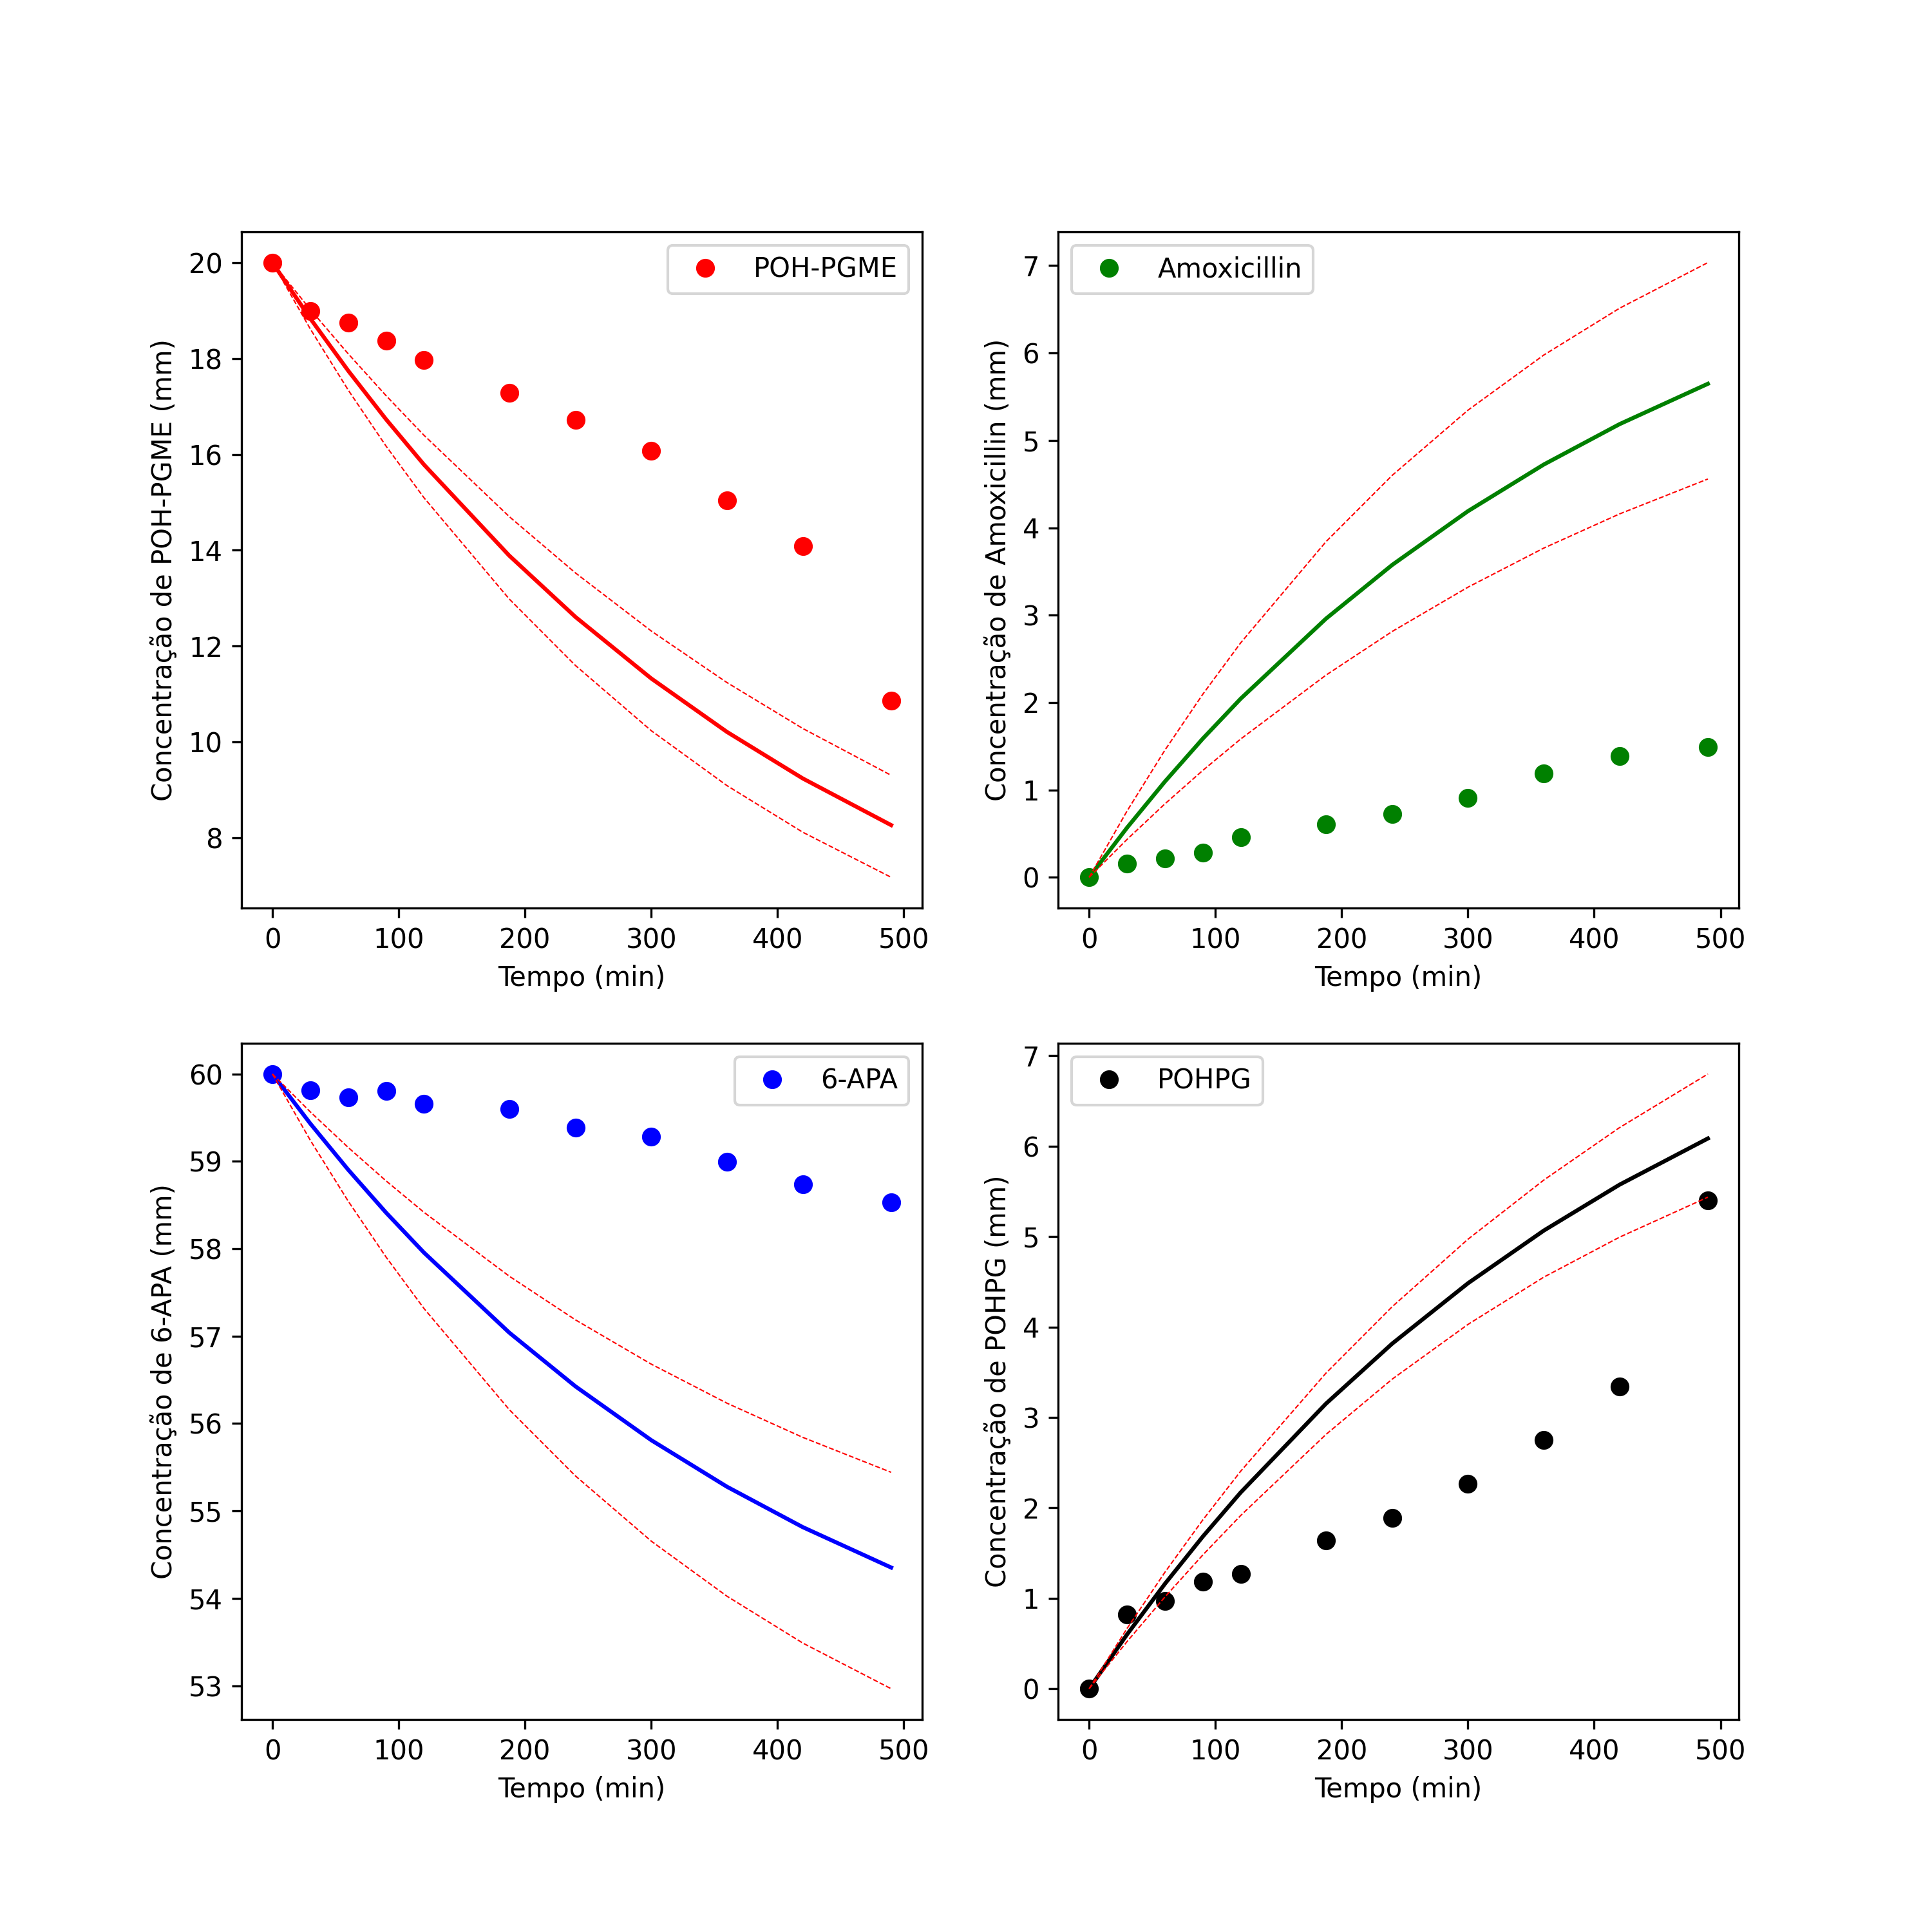 POH-PGME
Concentração de POH-PGME (mm)
20
18
16
14
12
10
8
0 100 200 300 400 500
Tempo (min)
Amoxicillin
Concentração de Amoxicillin (mm)
7
6
5
4
3
2
1
0
0 100 200 300 400 500
Tempo (min)
6-APA
Concentração de 6-APA (mm)
60
59
58
57
56
55
54
53
0 100 200 300 400 500
Tempo (min)
POHPG
Concentração de POHPG (mm)
7
6
5
4
3
2
1
0
0 100 200 300 400 500
Tempo (min)